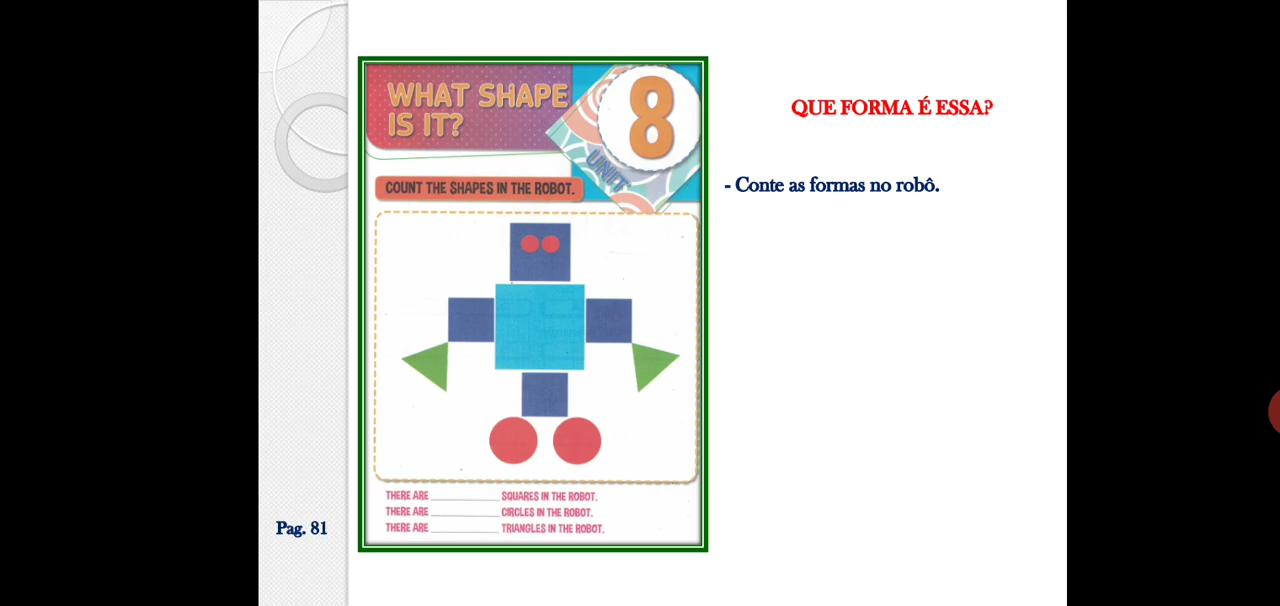 WHAT SHAPE
IS IT?
8
UNIT
COUNT THE SHAPES IN THE ROBOT.
THERE ARE ____________ SQUARES IN THE ROBOT.
THERE ARE ____________ CIRCLES IN THE ROBOT.
THERE ARE ____________ TRIANGLES IN THE ROBOT.
QUE FORMA É ESSA?
- Conte as formas no robô.
Pag. 81